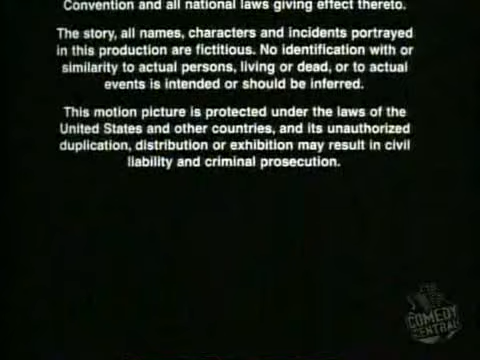 Convention and all national laws giving effect thereto.
The story, all names, characters and incidents portrayed
in this production are fictitious. No identification with or
similarity to actual persons, living or dead, or to actual
events is intended or should be inferred.
This motion picture is protected under the laws of the
United States and other countries, and its unauthorized
duplication, distribution or exhibition may result in civil
liability and criminal prosecution.
COMEDY
CENTRAL